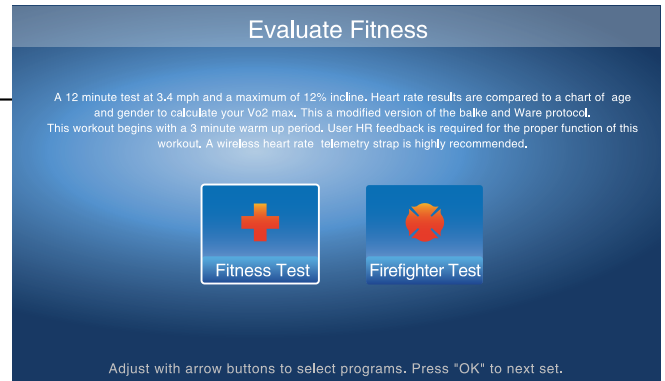 Evaluate Fitness
A 12 minute test at 3.4 mph and a maximum of 12% incline. Heart rate results are compared to a chart of age
and gender to calculate your Vo2 max. This a modified version of the balke and Ware protocol.
This workout begins with a 3 minute warm up period. User HR feedback is required for the proper function of this
workout. A wireless heart rate telemetry strap is highly recommended.
Fitness Test
Firefighter Test
Adjust with arrow buttons to select programs. Press "OK" to next set.